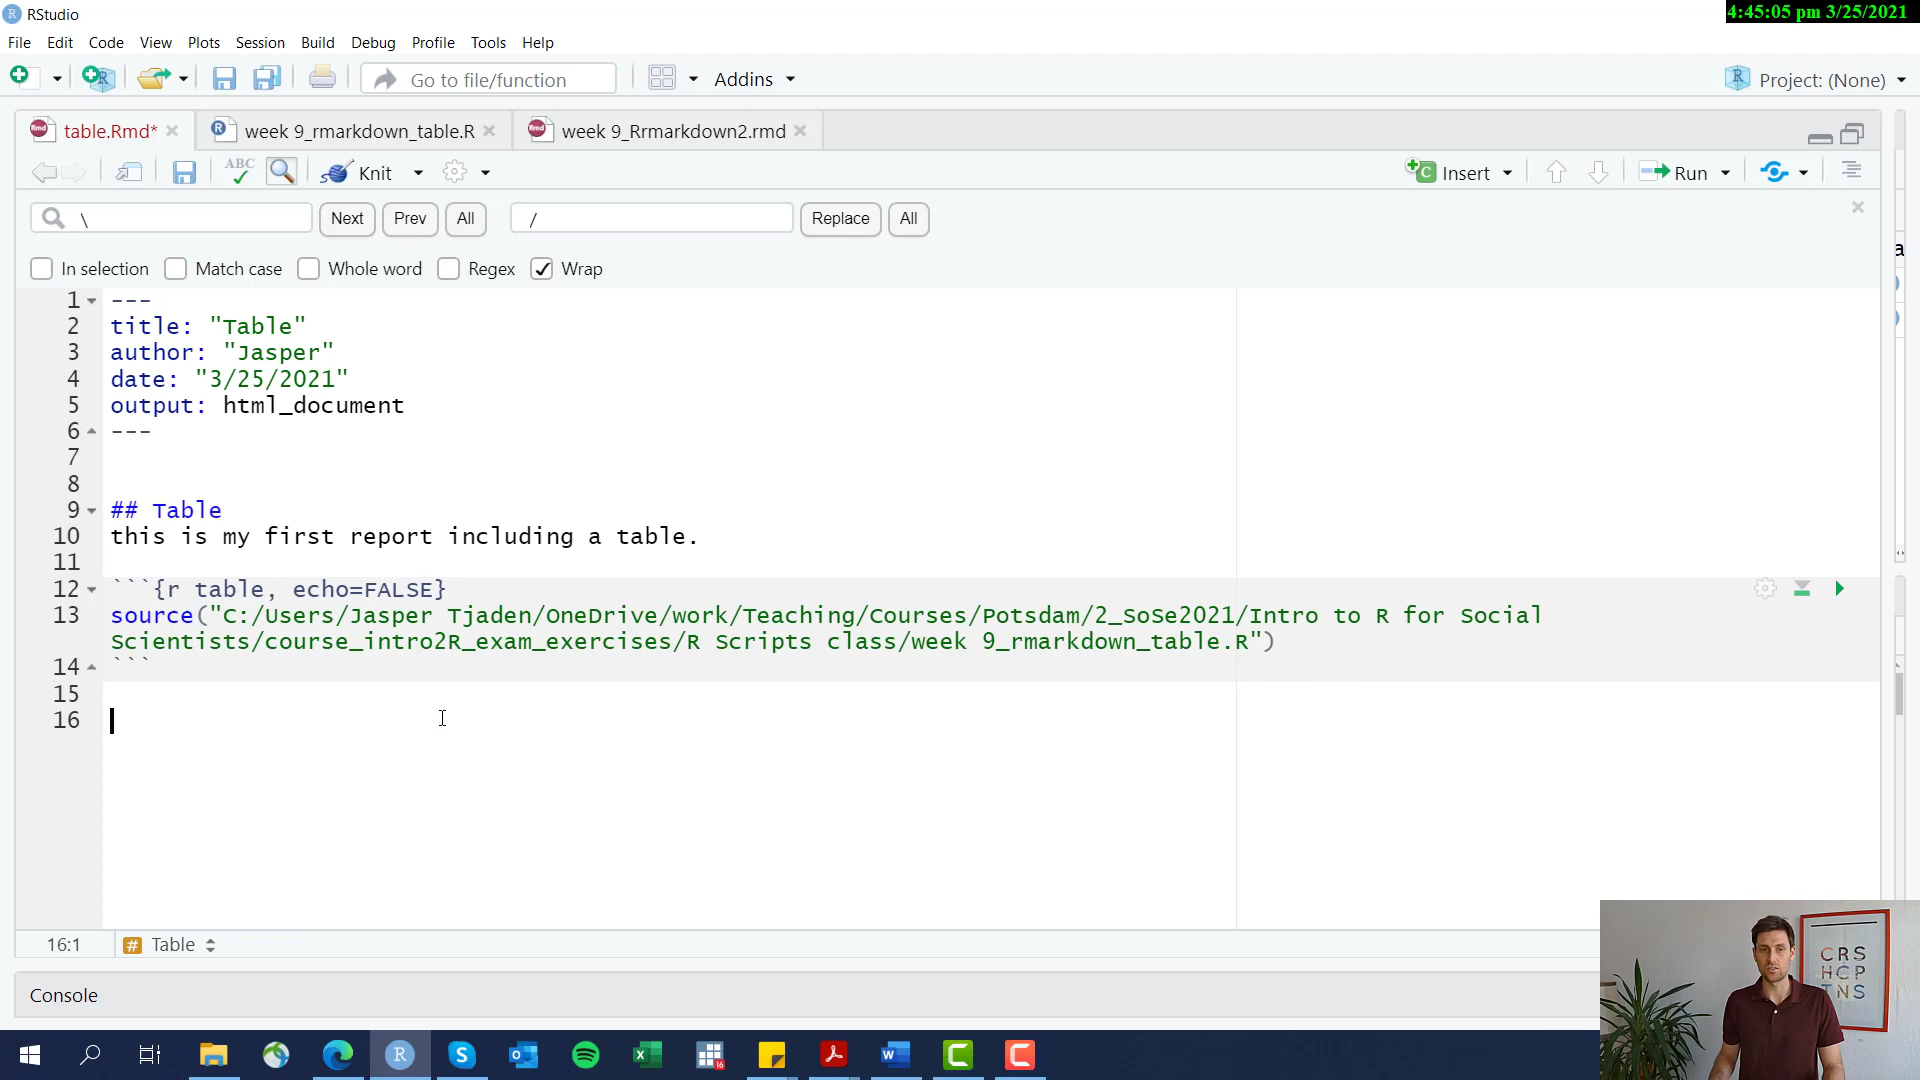 RStudio
4:45:05 pm 3/25/2021
File Edit Code View Plots Session Build Debug Profile Tools Help
Go to file/function Addins Project: (None)
table.Rmd* week 9_rmarkdown_table.R week 9_Rrmarkdown2.rmd
ABC Knit Insert Run
\ Next Prev All / Replace All
In selection Match case Whole word Regex Wrap
1 ---
2 title: "Table"
3 author: "Jasper"
4 date: "3/25/2021"
5 output: html_document
6 ---
7
8
9 ## Table
10 this is my first report including a table.
11
12 ```{r table, echo=FALSE}
13 source("C:/Users/Jasper Tjaden/OneDrive/work/Teaching/Courses/Potsdam/2_SoSe2021/Intro to R for Social
Scientists/course_intro2R_exam_exercises/R Scripts class/week 9_rmarkdown_table.R")
14 ```
15
16
16:1 # Table
Console
CRS
HCP
TNS